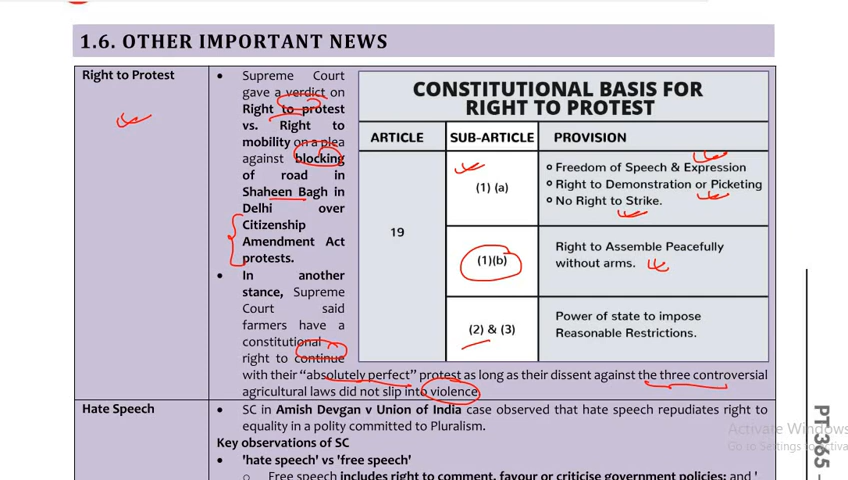 1.6. OTHER IMPORTANT NEWS
Right to Protest
• Supreme Court
gave a verdict on
Right to protest
vs. Right to
mobility on a plea
against blocking
of road in
Shaheen Bagh in
Delhi over
Citizenship
Amendment Act
protests.
• In another
stance, Supreme
Court said
farmers have a
constitutional
right to continue
with their "absolutely perfect" protest as long as their dissent against the three controversial
agricultural laws did not slip into violence
CONSTITUTIONAL BASIS FOR
RIGHT TO PROTEST
ARTICLE SUB-ARTICLE PROVISION
19
(1) (a)
Freedom of Speech & Expression
Right to Demonstration or Picketing
No Right to Strike.
(1)(b)
Right to Assemble Peacefully
without arms.
(2) & (3)
Power of state to impose
Reasonable Restrictions.
Hate Speech
• SC in Amish Devgan v Union of India case observed that hate speech repudiates right to
equality in a polity committed to Pluralism.
Key observations of SC
• 'hate speech' vs 'free speech'
o Free speech includes right to comment, favour or criticise government policies; and '
PT 365 –
Activate Windows
Go to Settings to activa